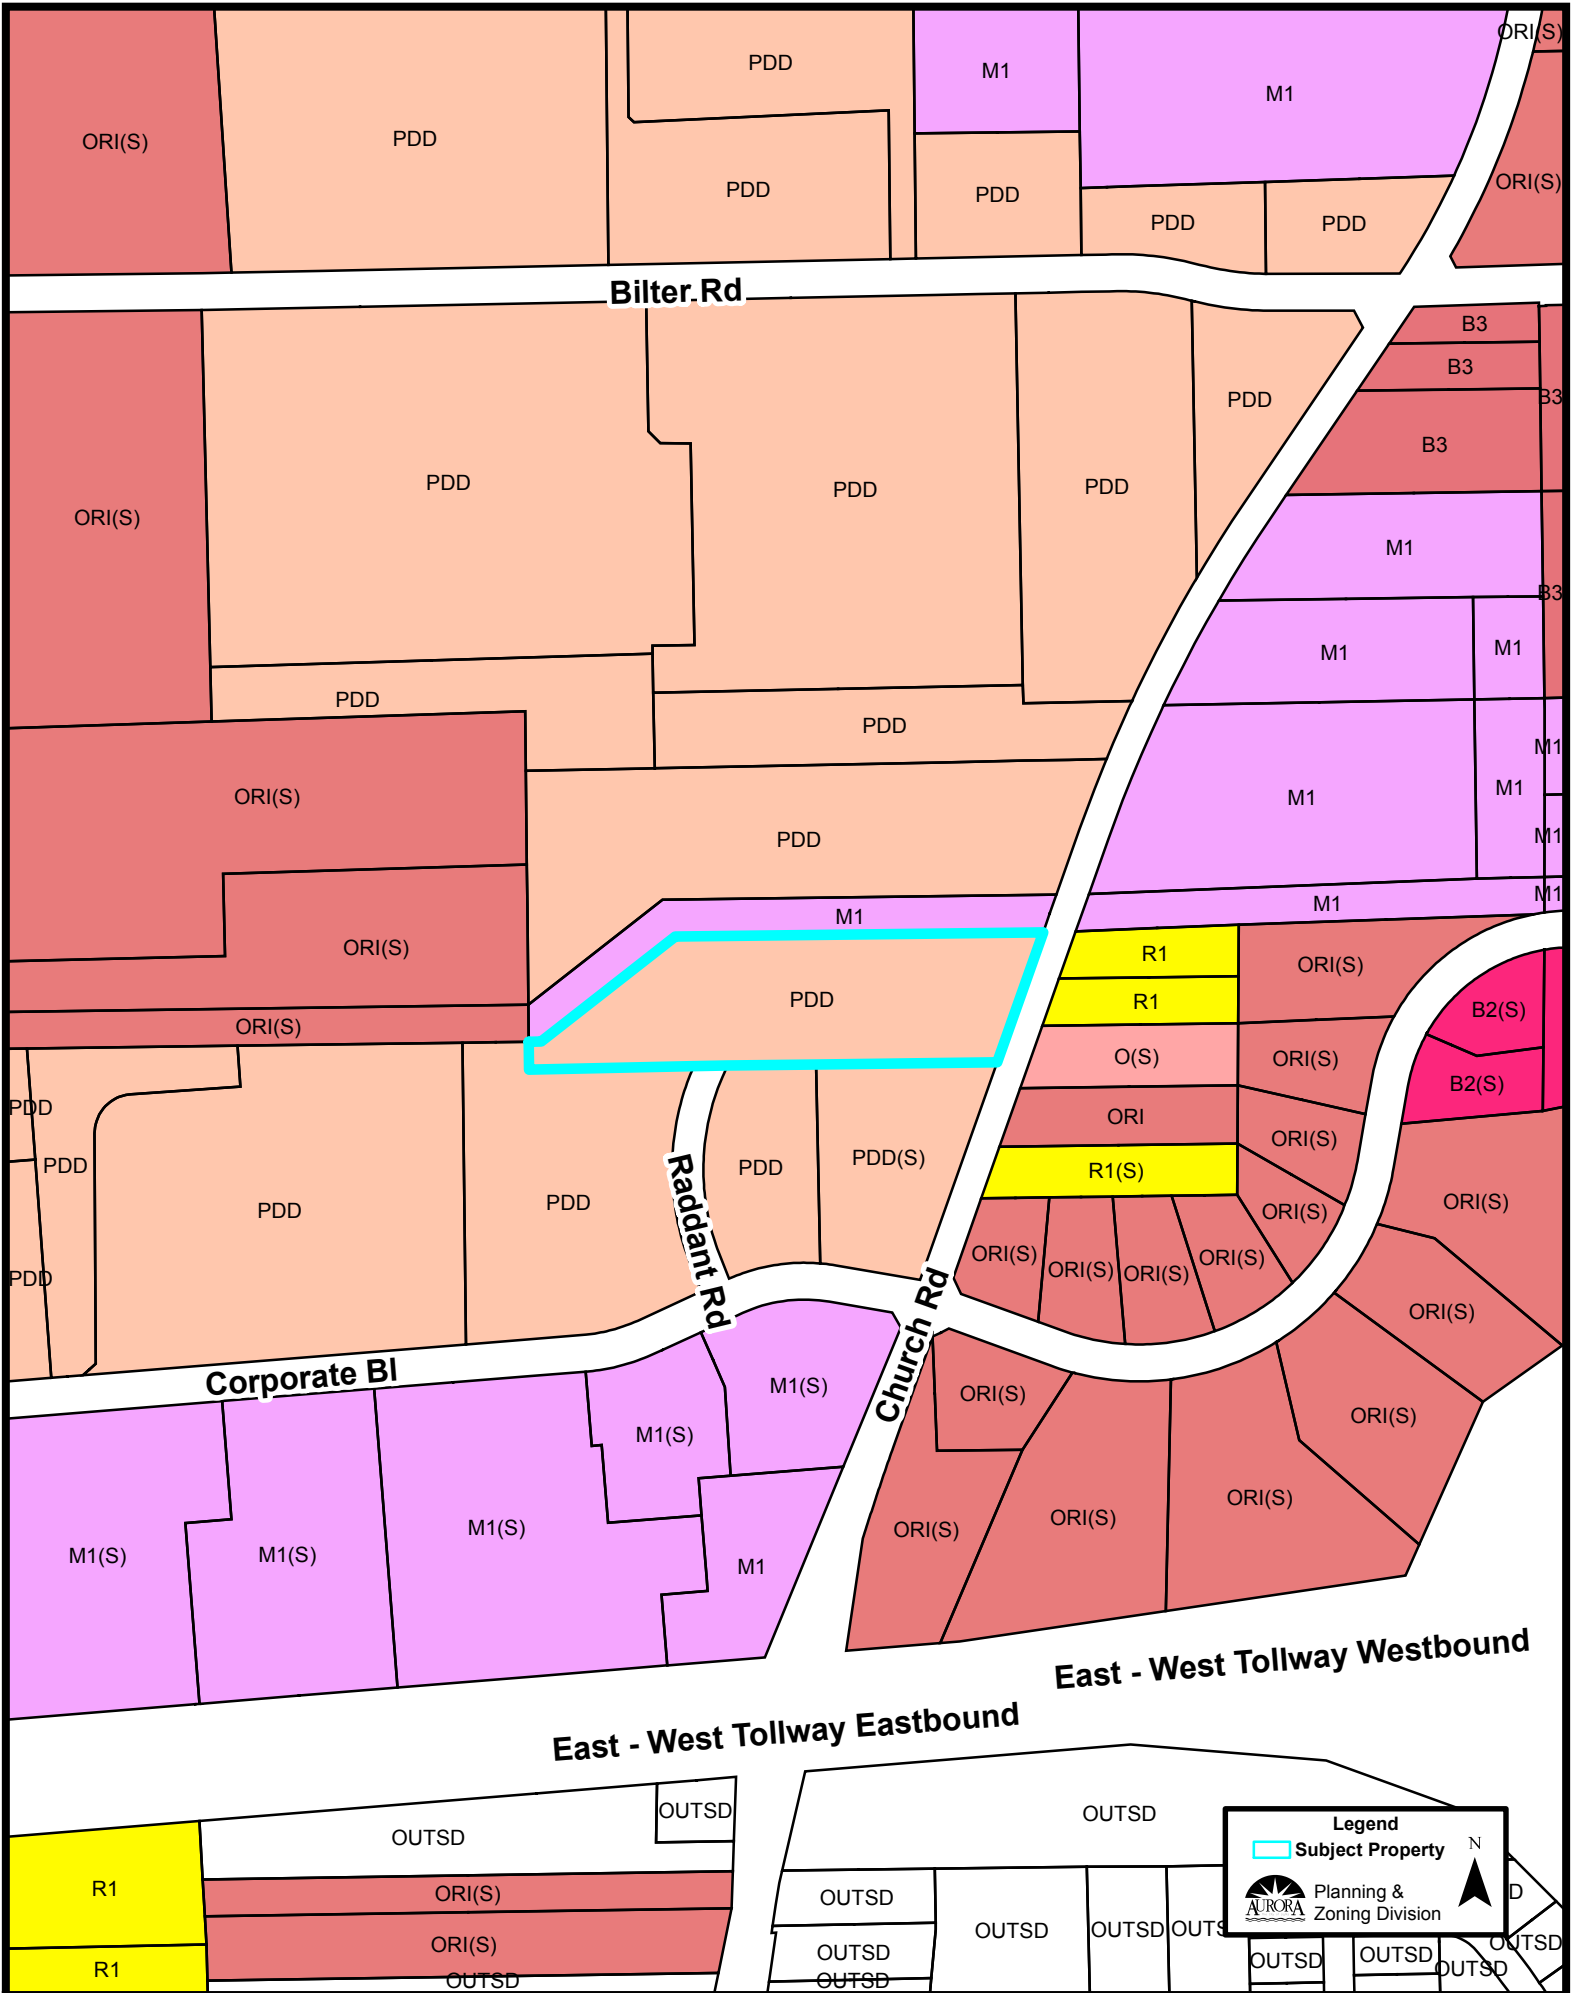 ORI(S)
PDD
M1
M1
ORI(S)
PDD
ORI(S)
PDD
PDD
ORI(S)
PDD
PDD
Bilter Rd
B3
B3
B3
PDD
B3
PDD
PDD
PDD
ORI(S)
M1
B3
M1
M1
PDD
PDD
M1
ORI(S)
M1
M1
PDD
M1
M1
M1
M1
ORI(S)
R1
ORI(S)
PDD
R1
B2(S)
ORI(S)
O(S)
ORI(S)
B2(S)
PDD
ORI
ORI(S)
PDD
PDD
PDD(S)
R1(S)
PDD
PDD
ORI(S)
ORI(S)
Raddant Rd
ORI(S)
ORI(S)
ORI(S)
ORI(S)
PDD
ORI(S)
Church Rd
Corporate Bl
M1(S)
ORI(S)
ORI(S)
M1(S)
ORI(S)
M1(S)
ORI(S)
ORI(S)
M1(S)
M1(S)
M1
East - West Tollway Westbound
East - West Tollway Eastbound
OUTSD
OUTSD
OUTSD
Legend
Subject Property
N
AURORA
Planning &
Zoning Division
R1
ORI(S)
OUTSD
D
OUTSD
OUTSD
OUTS
ORI(S)
OUTSD
OUTSD
OUTSD
OUTSD
R1
OUTSD
OUTSD
OUTSD